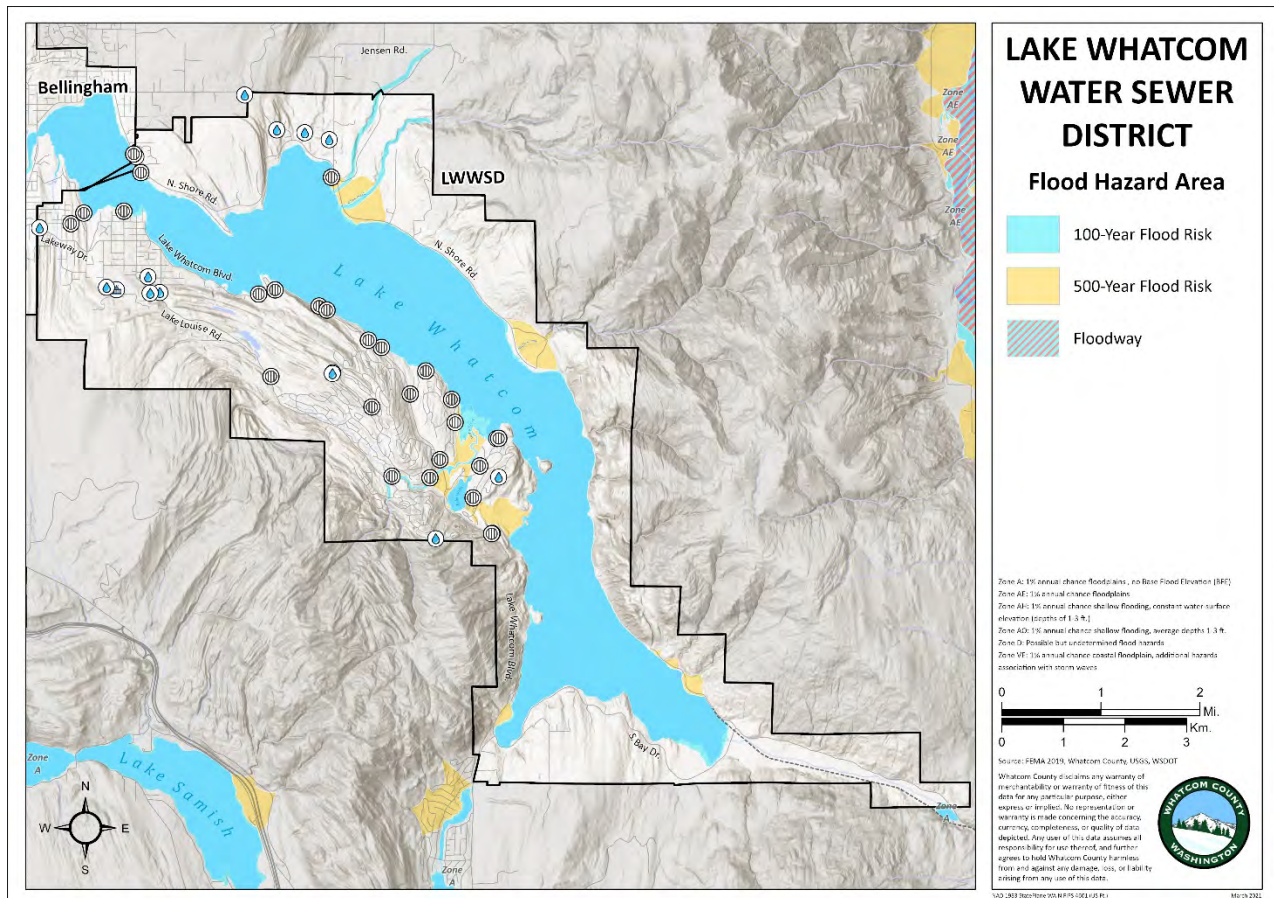 Jensen Rd.
Bellingham
LWWSD
N. Shore Rd.
Lakeway Dr.
Lake Whatcom Blvd.
Lake Louise Rd.
N. Shore Rd.
Lake Whatcom
Lake Whatcom Blvd.
S. Bay Dr.
Zone
AE
Zone
AE
Zone
AE
Zone
A
Lake Samish
Zone
A
Zone
N
W
E
S
LAKE WHATCOM
WATER SEWER
DISTRICT
Flood Hazard Area
100-Year Flood Risk
500-Year Flood Risk
Floodway
Zone A: 1% annual chance floodplains, no Base Flood Elevation (BFE)
Zone AE: 1% annual chance floodplains
Zone AH: 1% annual chance shallow flooding, constant water surface
elevation (depths of 1-3 ft.)
Zone AO: 1% annual chance shallow flooding, average depths 1-3 ft.
Zone D: Possible but undetermined flood hazards
Zone VE: 1% annual chance coastal floodplain, additional hazards
association with storm waves
0 1 2
Mi.
Km.
0 1 2 3
Source: FEMA 2019, Whatcom County, USGS, WSDOT
Whatcom County disclaims any warranty of
merchantability or warranty of fitness of this
data for any particular purpose, either
express or implied. No representation or
warranty is made concerning the accuracy,
currency, completeness, or quality of data
depicted. Any user of this data assumes all
responsibility for use thereof, and further
agrees to hold Whatcom County harmless
from and against any damage, loss, or liability
arising from any use of this data.
WHATCOM COUNTY
WASHINGTON
March 2021